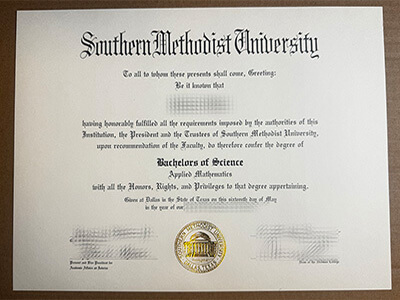 Southern Methodist University
To all to whom these presents shall come, Greeting:
Be it known that
having honorably fulfilled all the requirements imposed by the authorities of this
Institution, the President and the Trustees of Southern Methodist University,
upon recommendation of the Faculty, do therefore confer the degree of
Bachelors of Science
Applied Mathematics
with all the Honors, Rights, and Privileges to that degree appertaining.
Given at Dallas in the State of Texas on this sixteenth day of May
in the year of our
SOUTHERN METHODIST UNIVERSITY